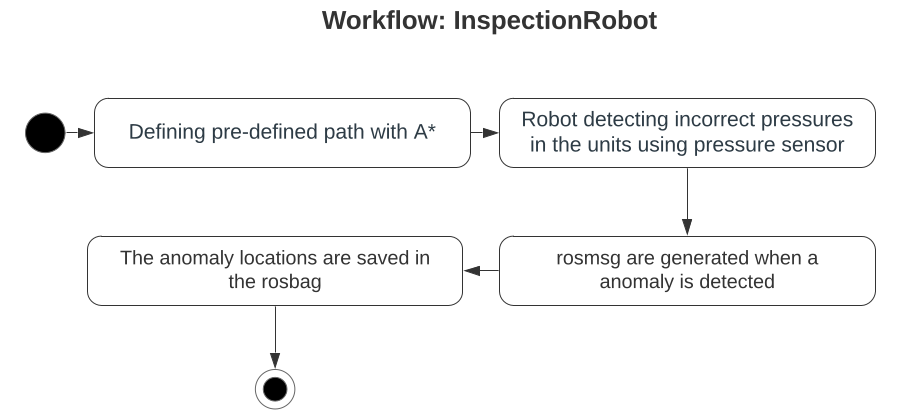 Workflow: InspectionRobot
Defining pre-defined path with A*
Robot detecting incorrect pressures
in the units using pressure sensor
The anomaly locations are saved in
the rosbag
rosmsg are generated when a
anomaly is detected